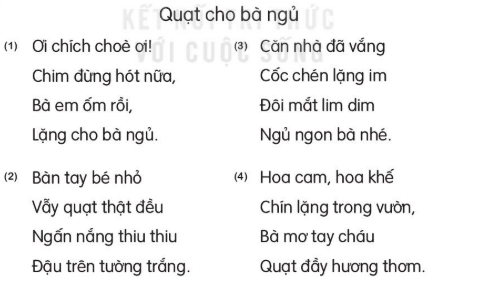 KẾT NỐI TRI THỨC
VỚI CUỘC SỐNG
Quạt cho bà ngủ
(1) Ơi chích choè ơi!
Chim đừng hót nữa,
Bà em ốm rồi,
Lặng cho bà ngủ.
(2) Bàn tay bé nhỏ
Vẫy quạt thật đều
Ngấn nắng thiu thiu
Đậu trên tường trắng.
(3) Căn nhà đã vắng
Cốc chén lặng im
Đôi mắt lim dim
Ngủ ngon bà nhé.
(4) Hoa cam, hoa khế
Chín lặng trong vườn,
Bà mơ tay cháu
Quạt đầy hương thơm.